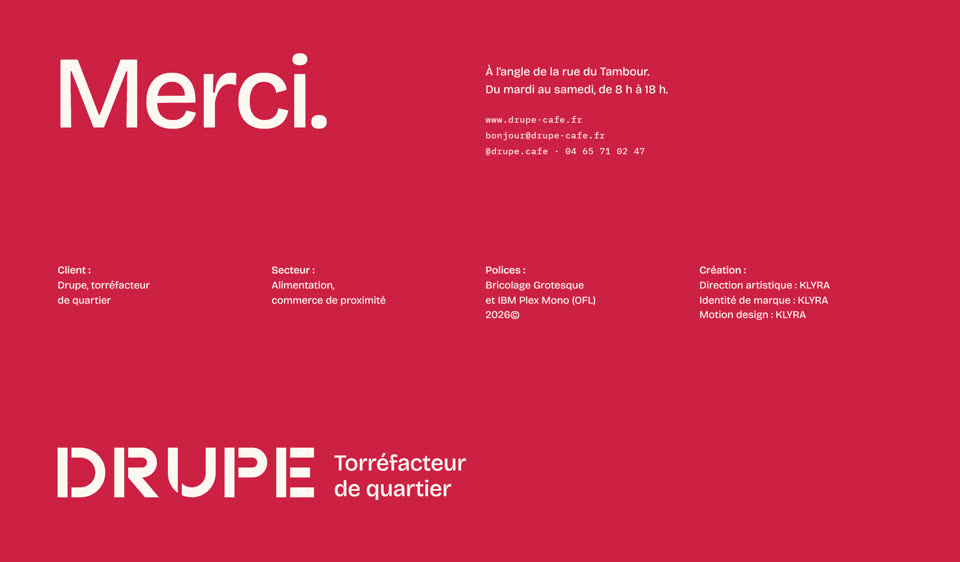 Merci.
À l'angle de la rue du Tambour.
Du mardi au samedi, de 8 h à 18 h.
www.drupe-cafe.fr
bonjour@drupe-cafe.fr
@drupe.cafe · 04 65 71 02 47
Client :
Drupe, torréfacteur
de quartier
Secteur :
Alimentation,
commerce de proximité
Polices :
Bricolage Grotesque
et IBM Plex Mono (OFL)
2026©
Création :
Direction artistique : KLYRA
Identité de marque : KLYRA
Motion design : KLYRA
DRUPE
Torréfacteur
de quartier